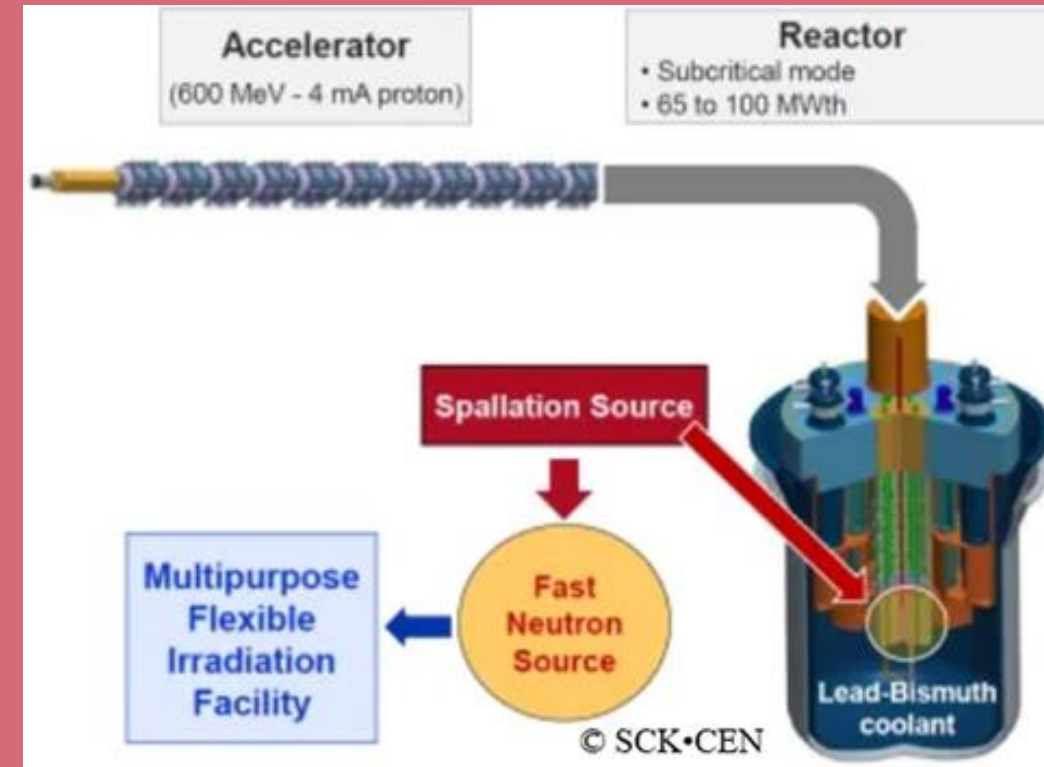 Accelerator
(600 MeV - 4 mA proton)
Reactor
• Subcritical mode
• 65 to 100 MWth
Spallation Source
Fast
Neutron
Source
Multipurpose
Flexible
Irradiation
Facility
Lead-Bismuth
coolant
© SCK•CEN